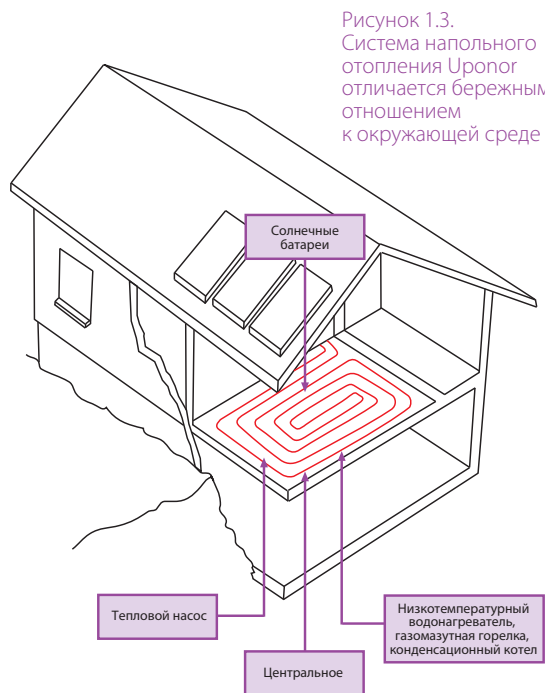 Рисунок 1.3.
Система напольного
отопления Uponor
отличается бережным
отношением
к окружающей среде
Солнечные
батареи
Тепловой насос
Низкотемпературный
водонагреватель,
газомазутная горелка,
конденсационный котел
Центральное